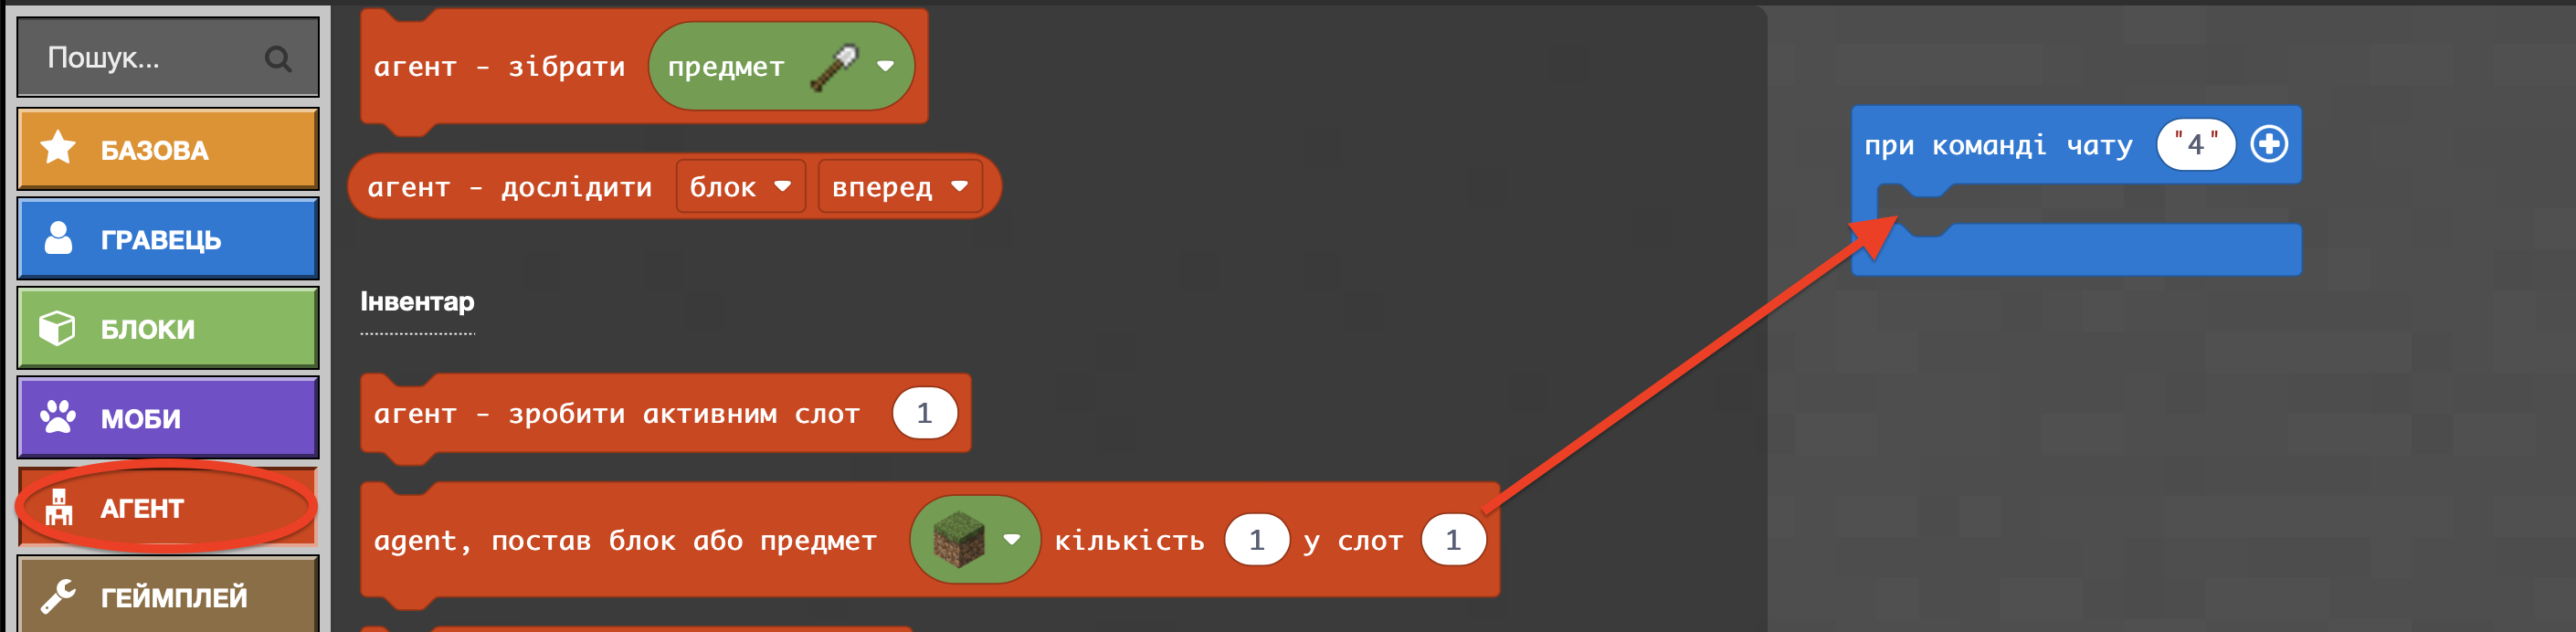 Пошук...
БАЗОВА
ГРАВЕЦЬ
БЛОКИ
МОБИ
АГЕНТ
ГЕЙМПЛЕЙ
агент - зібрати предмет
агент - дослідити блок вперед
Інвентар
агент - зробити активним слот 1
agent, постав блок або предмет кількість 1 у слот 1
при команді чату "4"